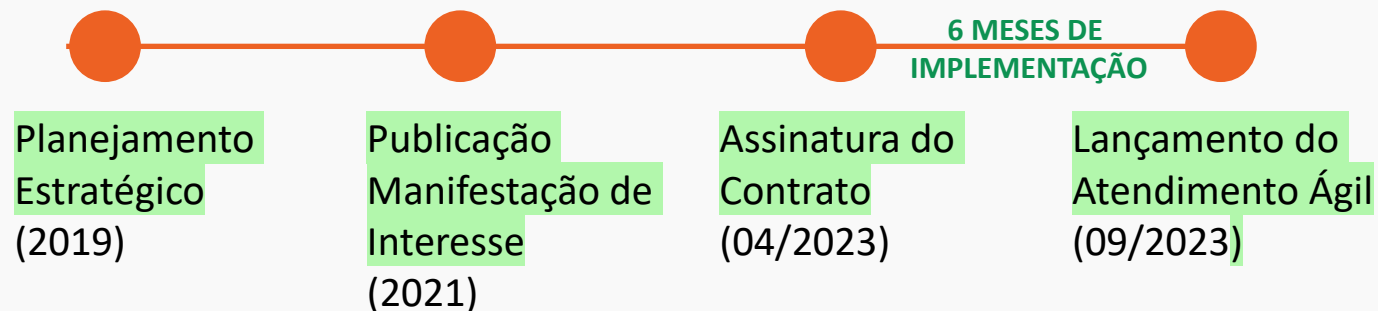 6 MESES DE
IMPLEMENTAÇÃO
Planejamento
Estratégico
(2019)
Publicação
Manifestação de
Interesse
(2021)
Assinatura do
Contrato
(04/2023)
Lançamento do
Atendimento Ágil
(09/2023)